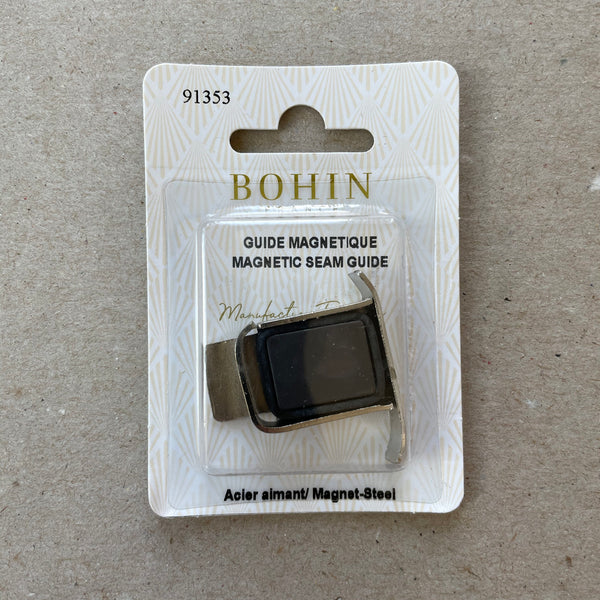 91353
BOHIN
GUIDE MAGNETIQUE
MAGNETIC SEAM GUIDE
Acier aimant/ Magnet-Steel